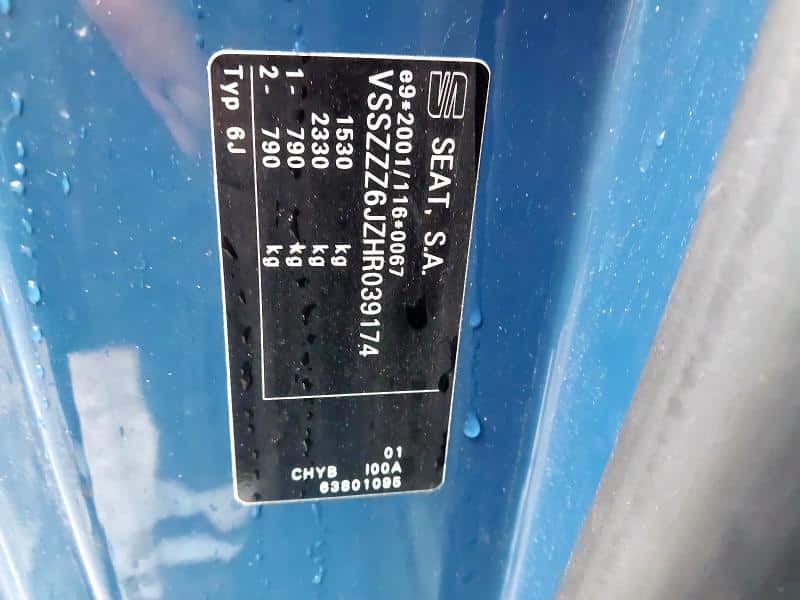 SEAT, S.A.
e9*2001/116*0067
VSSZZZ6JZHR039174
1530 kg
2330 kg
1- 790 kg
2- 790 kg
Typ 6J
01
CHYB I00A
63801095